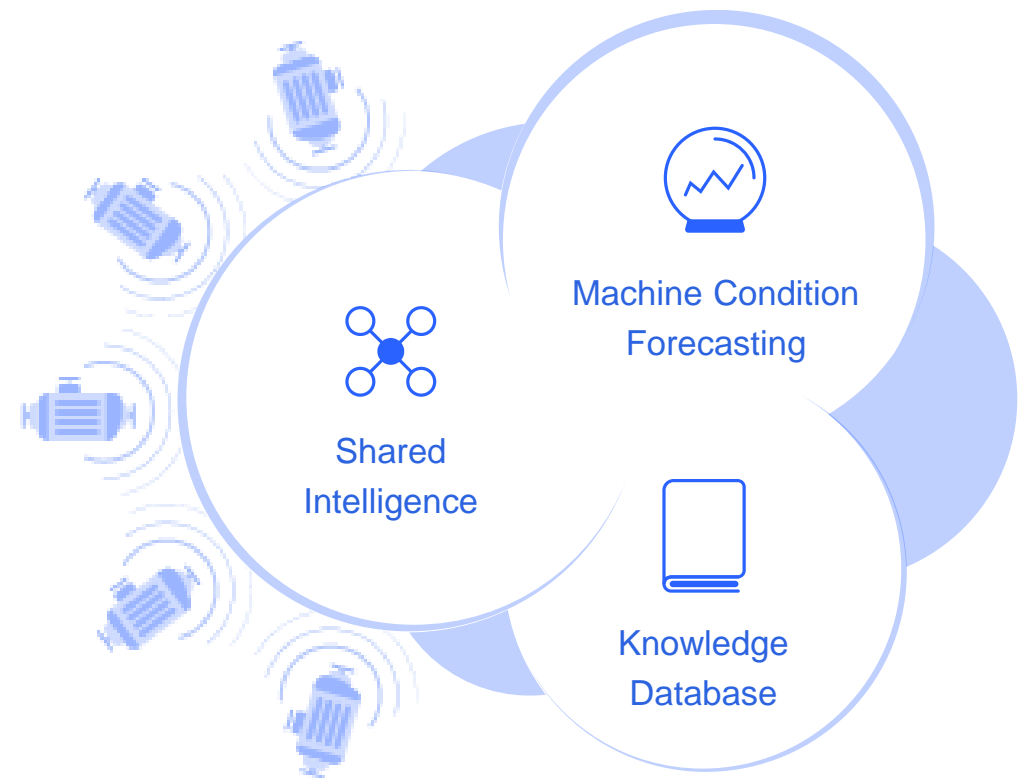 Machine Condition
Forecasting
Shared
Intelligence
Knowledge
Database